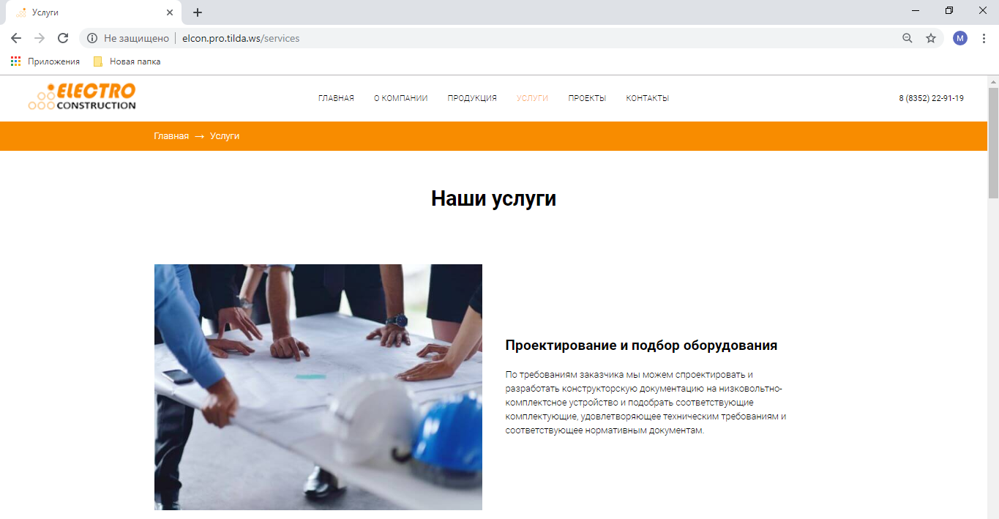 Услуги
Не защищено
elcon.pro.tilda.ws/services
M
Приложения
Новая папка
ELECTRO
CONSTRUCTION
ГЛАВНАЯ
О КОМПАНИИ
ПРОДУКЦИЯ
УСЛУГИ
ПРОЕКТЫ
КОНТАКТЫ
8 (8352) 22-91-19
Главная → Услуги
Наши услуги
Проектирование и подбор оборудования
По требованиям заказчика мы можем спроектировать и
разработать конструкторскую документацию на низковольтно-
комплектсное устройство и подобрать соответствующие
комплектующие, удовлетворяющее техническим требованиям и
соответствующее нормативным документам.